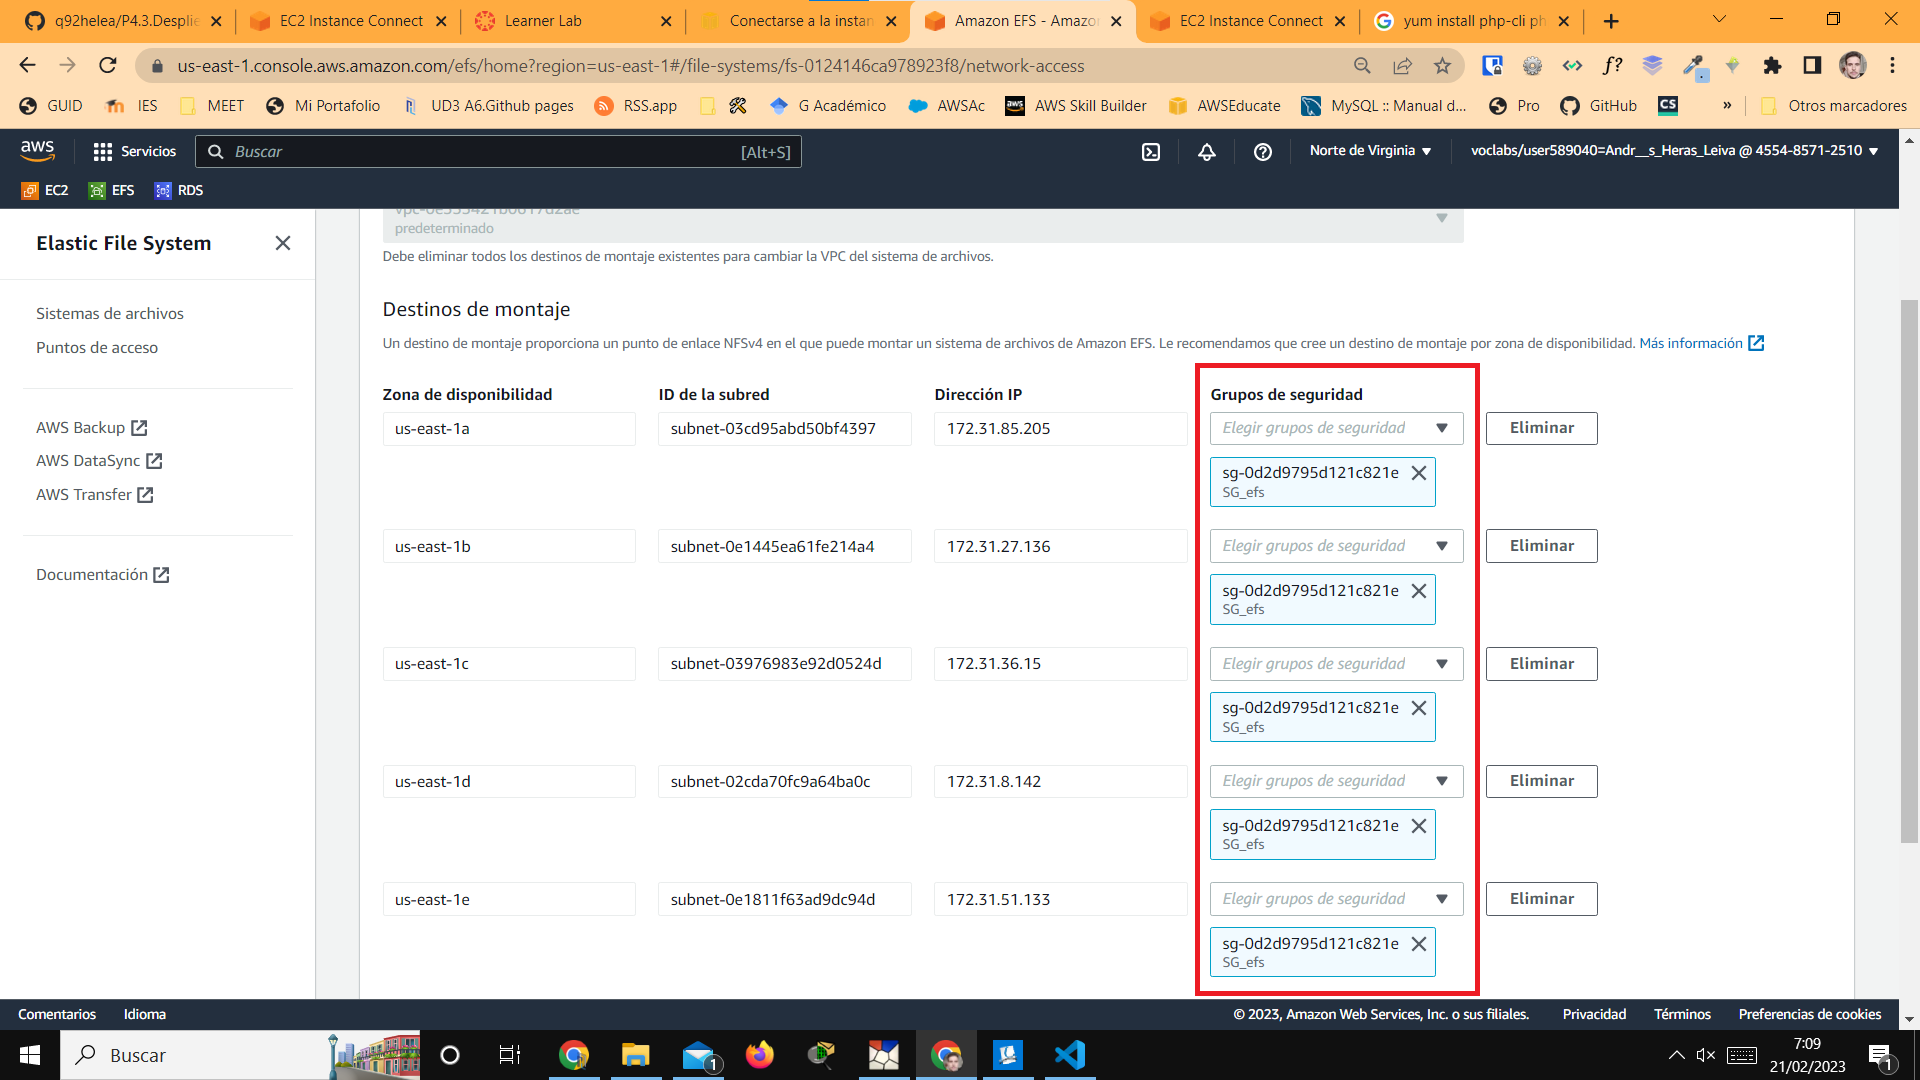 q92helea/P4.3.Desplie
EC2 Instance Connect
Learner Lab
Conectarse a la instan
Amazon EFS - Amazo
EC2 Instance Connect
yum install php-cli ph
us-east-1.console.aws.amazon.com/efs/home?region=us-east-1#/file-systems/fs-0124146ca978923f8/network-access
GUID
IES
MEET
Mi Portafolio
UD3 A6.Github pages
RSS.app
G Académico
AWSAc
AWS Skill Builder
AWSEducate
MySQL :: Manual d...
Pro
GitHub
CS
»
Otros marcadores
aws
Servicios
Buscar
[Alt+S]
Norte de Virginia
voclabs/user589040=Andr__s_Heras_Leiva @ 4554-8571-2510
EC2
EFS
RDS
Elastic File System
Sistemas de archivos
Puntos de acceso
AWS Backup
AWS DataSync
AWS Transfer
Documentación
predeterminado
Debe eliminar todos los destinos de montaje existentes para cambiar la VPC del sistema de archivos.
Destinos de montaje
Un destino de montaje proporciona un punto de enlace NFSv4 en el que puede montar un sistema de archivos de Amazon EFS. Le recomendamos que cree un destino de montaje por zona de disponibilidad. Más información
Zona de disponibilidad ID de la subred Dirección IP Grupos de seguridad
us-east-1a subnet-03cd95abd50bf4397 172.31.85.205 Elegir grupos de seguridad Eliminar
sg-0d2d9795d121c821e
SG_efs
us-east-1b subnet-0e1445ea61fe214a4 172.31.27.136 Elegir grupos de seguridad Eliminar
sg-0d2d9795d121c821e
SG_efs
us-east-1c subnet-03976983e92d0524d 172.31.36.15 Elegir grupos de seguridad Eliminar
sg-0d2d9795d121c821e
SG_efs
us-east-1d subnet-02cda70fc9a64ba0c 172.31.8.142 Elegir grupos de seguridad Eliminar
sg-0d2d9795d121c821e
SG_efs
us-east-1e subnet-0e1811f63ad9dc94d 172.31.51.133 Elegir grupos de seguridad Eliminar
sg-0d2d9795d121c821e
SG_efs
Comentarios
Idioma
© 2023, Amazon Web Services, Inc. o sus filiales.
Privacidad
Términos
Preferencias de cookies
Buscar
1
7:09
21/02/2023
1